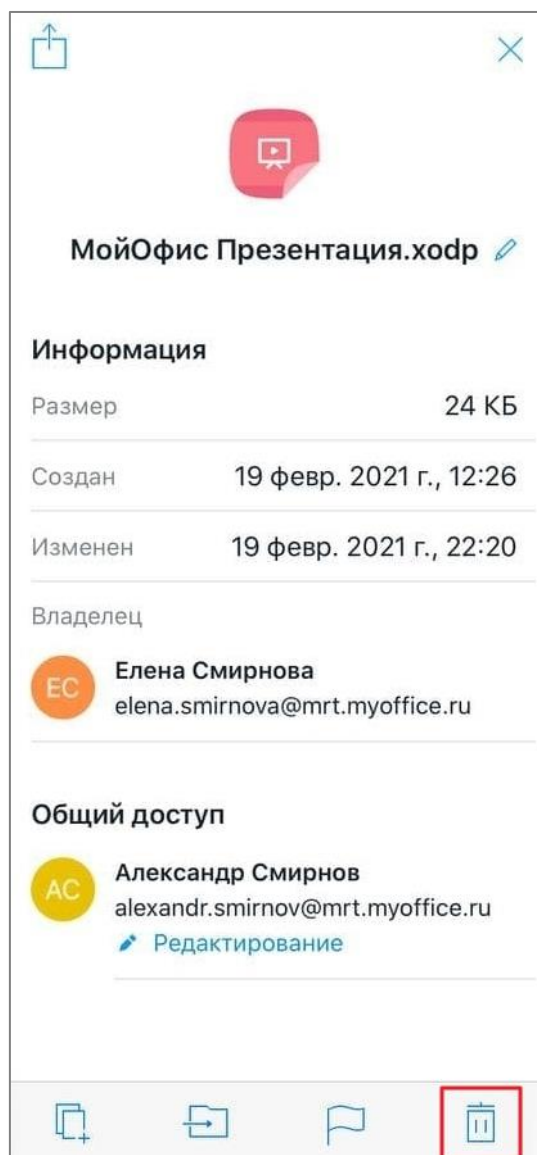 МойОфис Презентация.xodp
Информация
Размер 24 КБ
Создан 19 февр. 2021 г., 12:26
Изменен 19 февр. 2021 г., 22:20
Владелец
ЕС
Елена Смирнова
elena.smirnova@mrt.myoffice.ru
Общий доступ
АС
Александр Смирнов
alexandr.smirnov@mrt.myoffice.ru
Редактирование